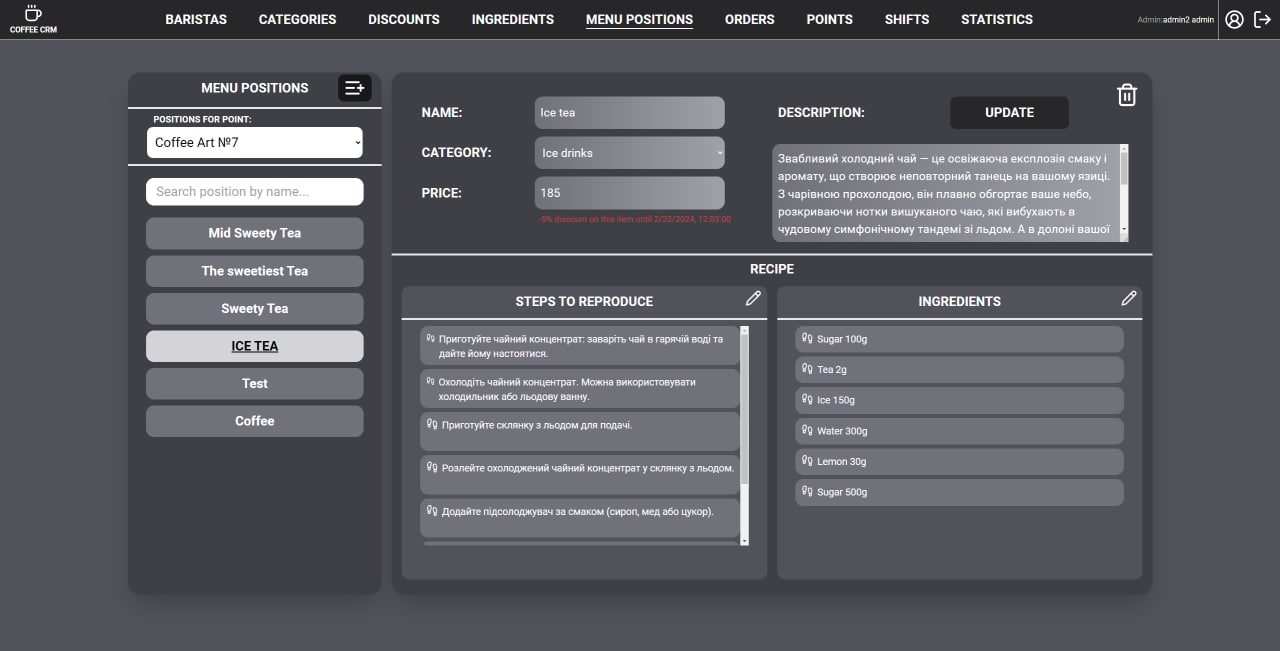 COFFEE CRM
BARISTAS
CATEGORIES
DISCOUNTS
INGREDIENTS
MENU POSITIONS
ORDERS
POINTS
SHIFTS
STATISTICS
Admin:admin2 admin
MENU POSITIONS
POSITIONS FOR POINT:
Coffee Art №7
Search position by name...
Mid Sweety Tea
The sweetiest Tea
Sweety Tea
ICE TEA
Test
Coffee
NAME:
Ice tea
CATEGORY:
Ice drinks
PRICE:
185
-5% discount on this item until 2/22/2024, 12:03:00
DESCRIPTION:
UPDATE
Звабливий холодний чай — це освіжаюча експлозія смаку і
аромату, що створює неповторний танець на вашому язиці.
З чарівною прохолодою, він плавно обгортає ваше небо,
розкриваючи нотки вишуканого чаю, які вибухають в
чудовому симфонічному тандемі зі льодом. А в долоні вашої
RECIPE
STEPS TO REPRODUCE
Приготуйте чайний концентрат: заваріть чай в гарячій воді та
дайте йому настоятися.
Охолодіть чайний концентрат. Можна використовувати
холодильник або льодову ванну.
Приготуйте склянку з льодом для подачі.
Розлейте охолоджений чайний концентрат у склянку з льодом.
Додайте підсолоджувач за смаком (сироп, мед або цукор).
INGREDIENTS
Sugar 100g
Tea 2g
Ice 150g
Water 300g
Lemon 30g
Sugar 500g